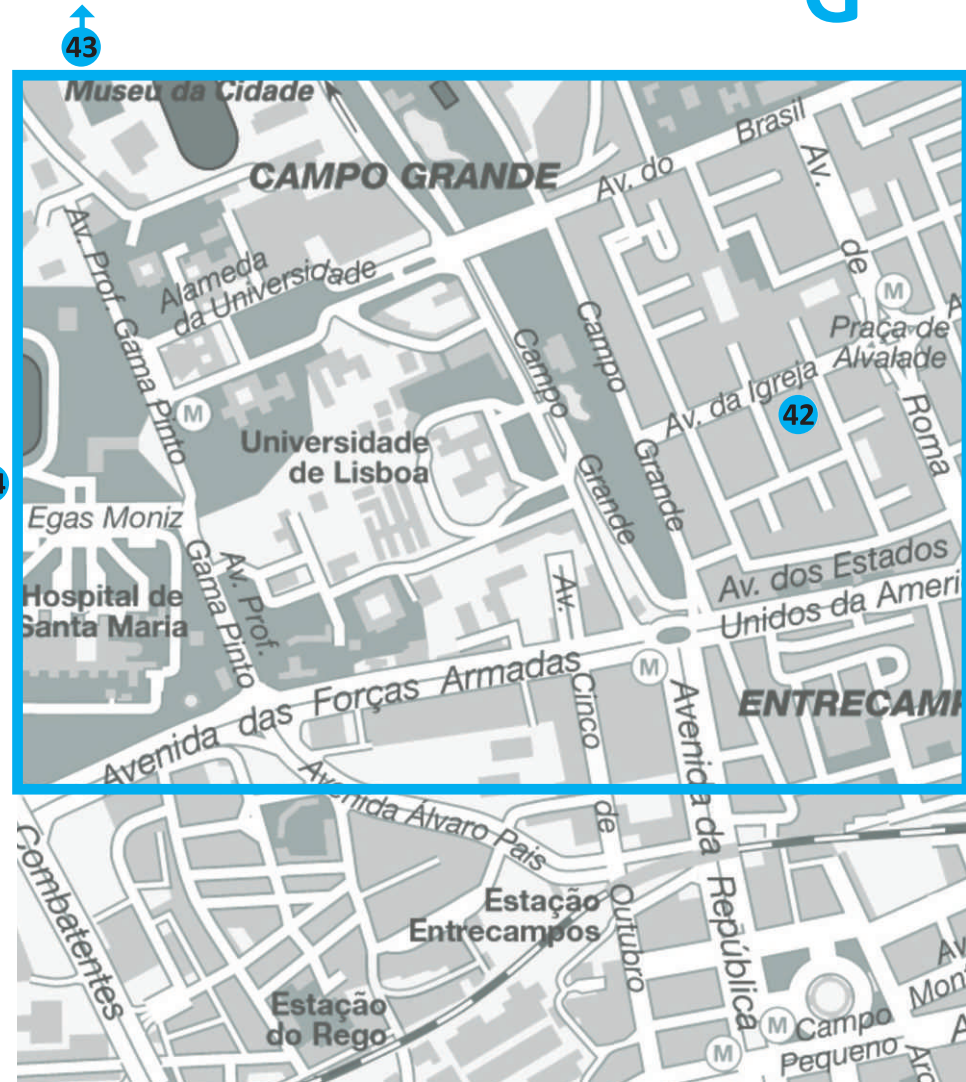 43
Museu da Cidade
CAMPO GRANDE
Av. do
Brasil
Av.
de
Roma
M
Praça de
Alvalade
Av. Prof. Gama Pinto
Alameda
da Universidade
Campo
Grande
Campo
Grande
Av. da Igreja
42
M
Universidade
de Lisboa
Egas Moniz
Gama Pinto
Av. Prof.
Hospital de
Santa Maria
Av. dos Estados
Unidos da Ameri
Av.
Cinco
de
Outubro
M
ENTRECAMP
Avenida das Forças Armadas
Avenida da
República
Avenida Álvaro Pais
Combatentes
Estação
Entrecampos
Estação
do Rego
Av
Mon
M
M
Campo
Pequeno